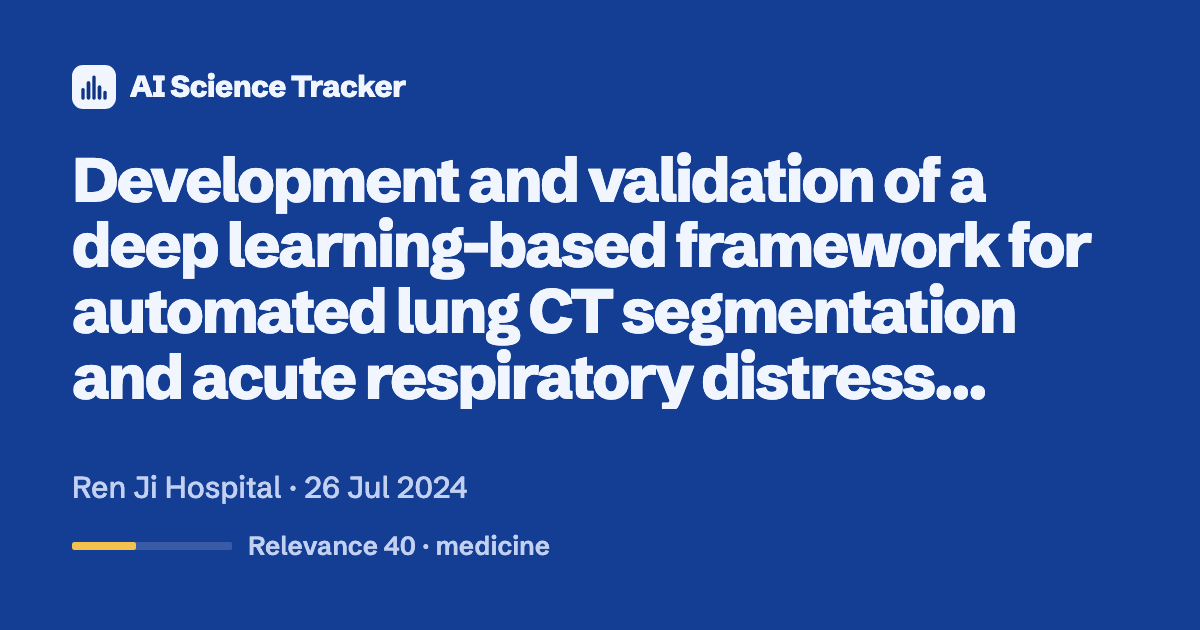 AI Science Tracker
Development and validation of a
deep learning-based framework for
automated lung CT segmentation
and acute respiratory distress...
Ren Ji Hospital · 26 Jul 2024
Relevance 40 · medicine